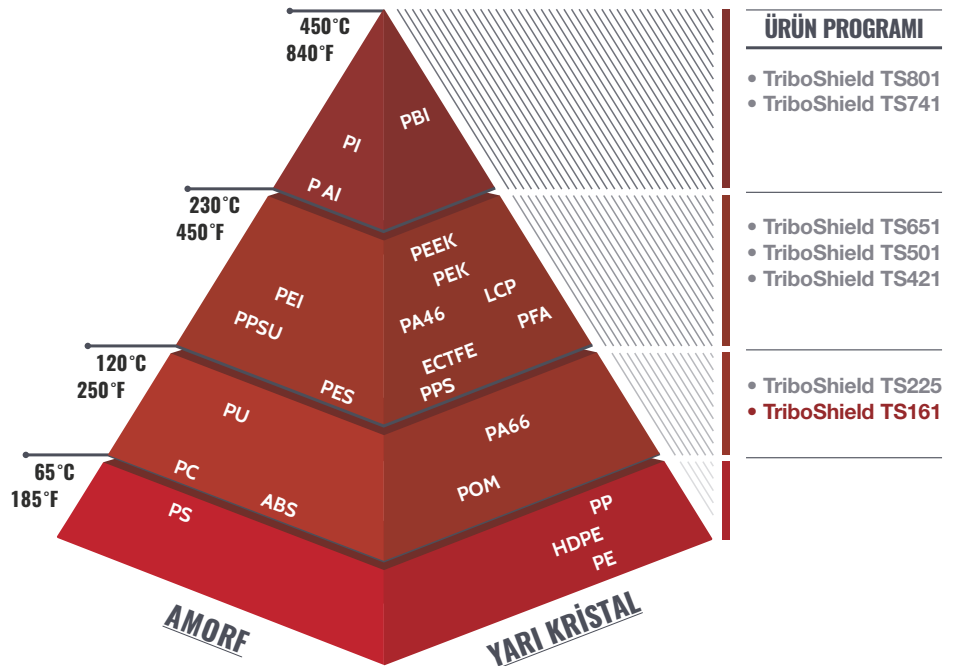 450°C
840°F
ÜRÜN PROGRAMI
• TriboShield TS801
• TriboShield TS741
PBI
PI
P AI
230°C
450°F
• TriboShield TS651
• TriboShield TS501
• TriboShield TS421
PEEK
PEK
LCP
PEI
PA46
PFA
PPSU
ECTFE
PES
PPS
120°C
250°F
• TriboShield TS225
• TriboShield TS161
PU
PA66
PC
ABS
POM
65°C
185°F
PS
PP
HDPE
PE
AMORF
YARI KRİSTAL